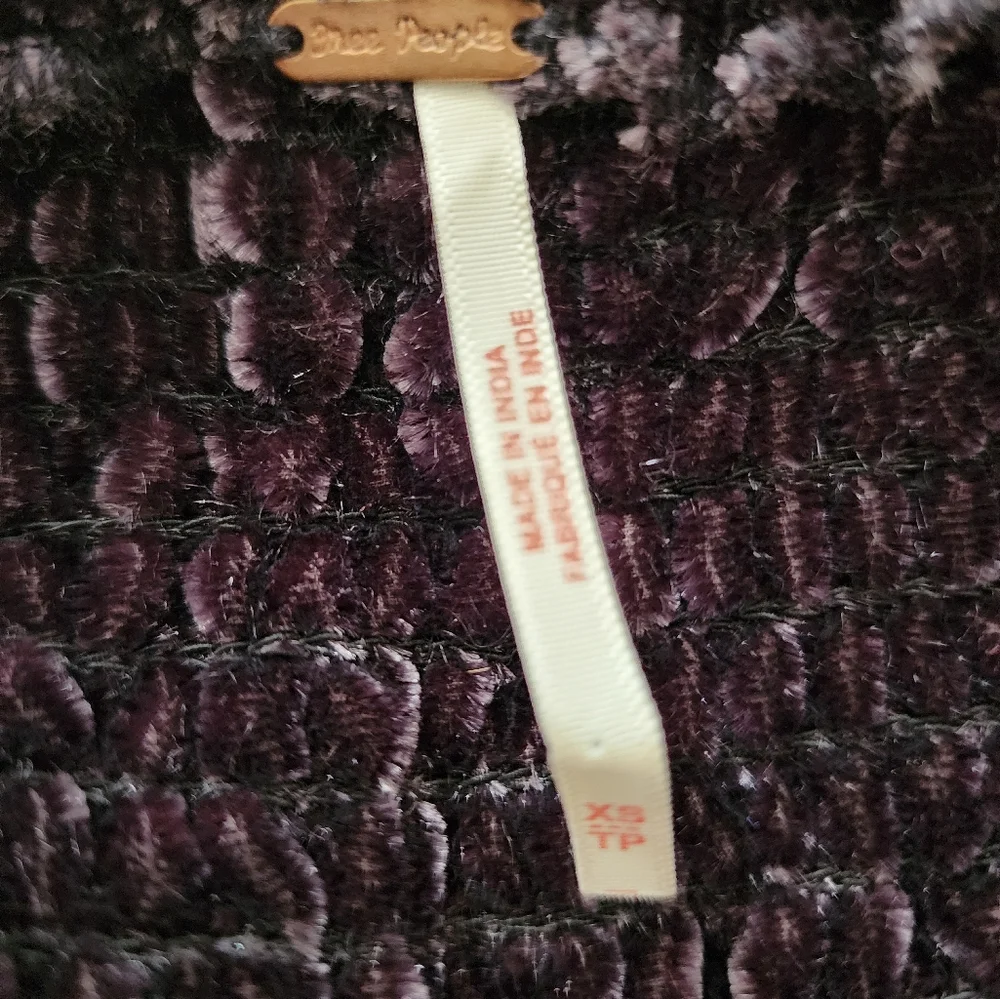 Free People
MADE IN INDIA
FABRIQUÉ EN INDE
XS
TP